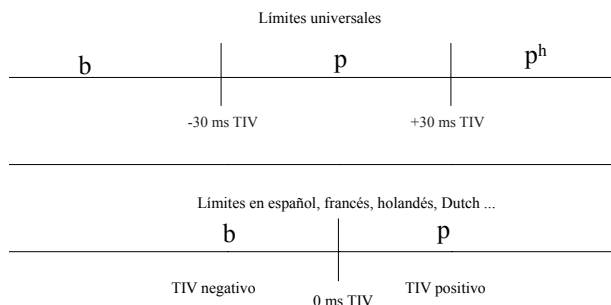 Límites universales
b p pʰ
-30 ms TIV +30 ms TIV
Límites en español, francés, holandés, Dutch ...
b p
TIV negativo TIV positivo
0 ms TIV